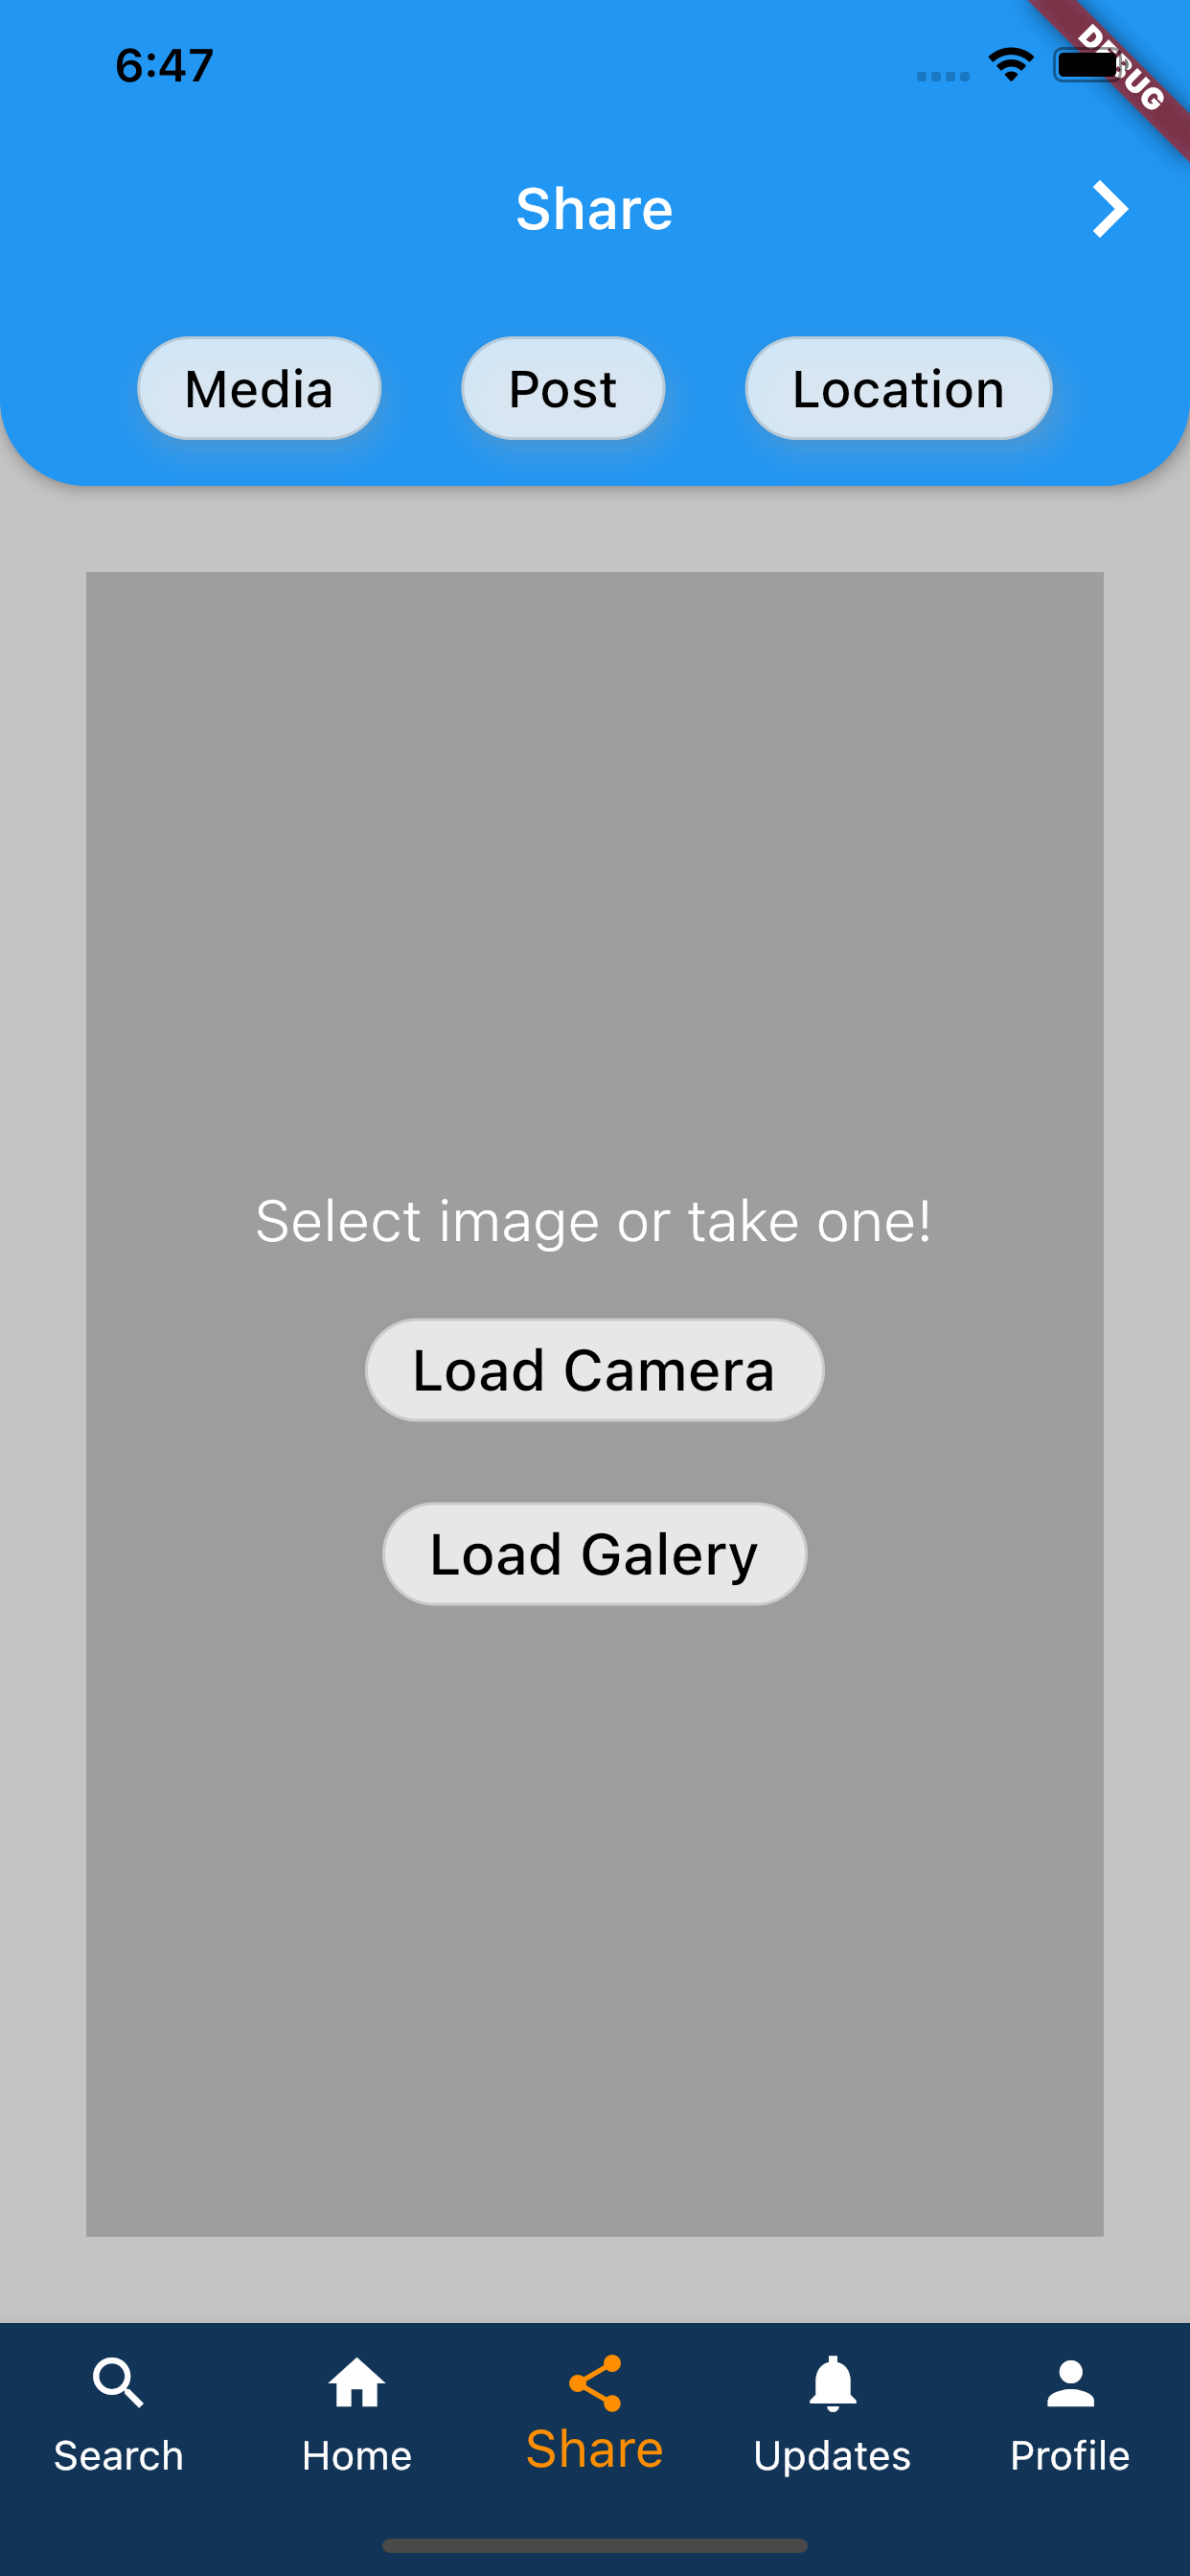 6:47
DEBUG
Share
Media Post Location
Select image or take one!
Load Camera
Load Galery
Search Home Share Updates Profile